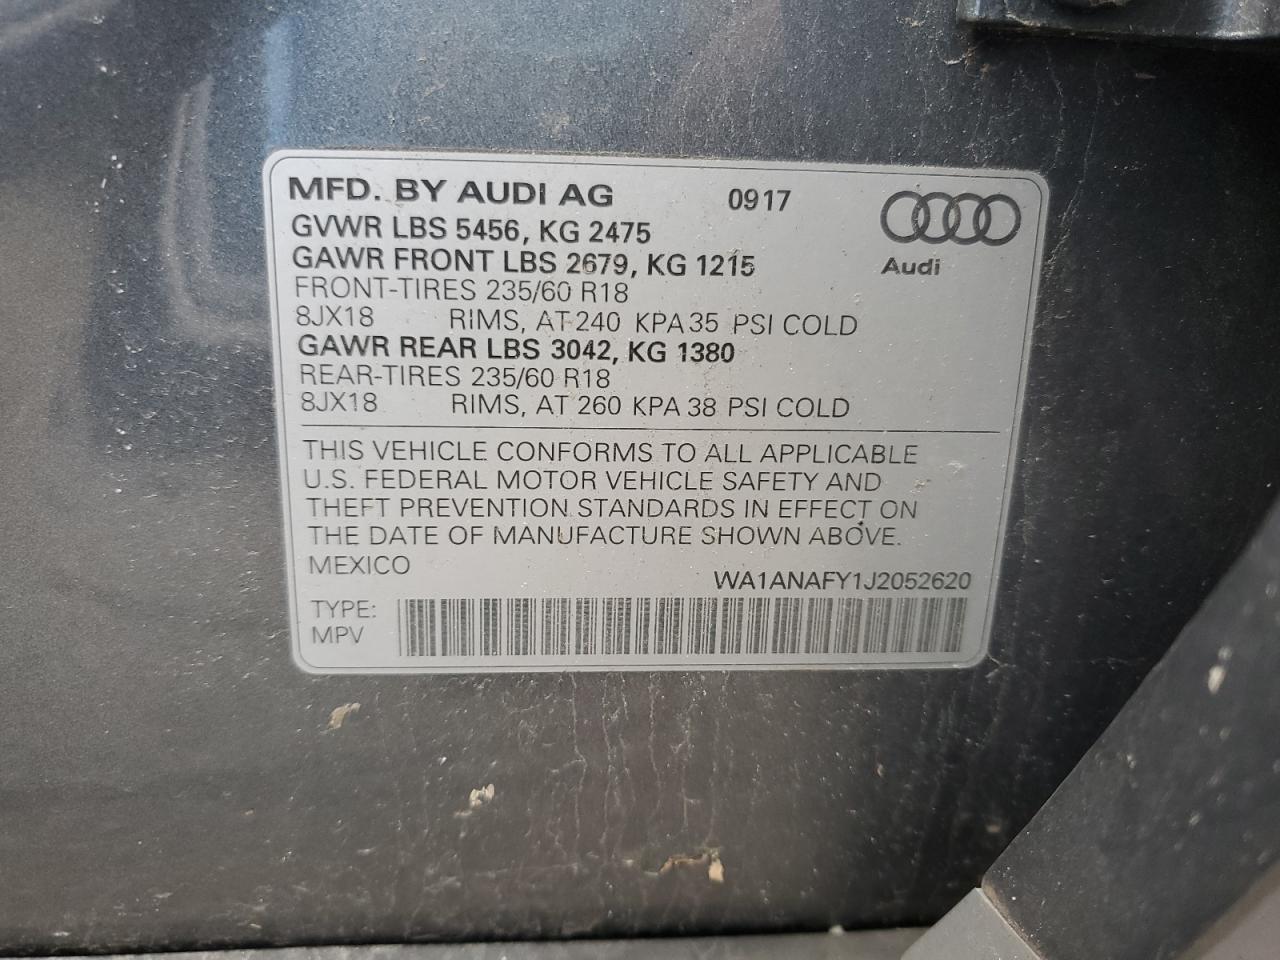 MFD. BY AUDI AG 0917
GVWR LBS 5456, KG 2475
GAWR FRONT LBS 2679, KG 1215
Audi
FRONT-TIRES 235/60 R18
8JX18 RIMS, AT 240 KPA 35 PSI COLD
GAWR REAR LBS 3042, KG 1380
REAR-TIRES 235/60 R18
8JX18 RIMS, AT 260 KPA 38 PSI COLD
THIS VEHICLE CONFORMS TO ALL APPLICABLE
U.S. FEDERAL MOTOR VEHICLE SAFETY AND
THEFT PREVENTION STANDARDS IN EFFECT ON
THE DATE OF MANUFACTURE SHOWN ABOVE.
MEXICO
WA1ANAFY1J2052620
TYPE:
MPV